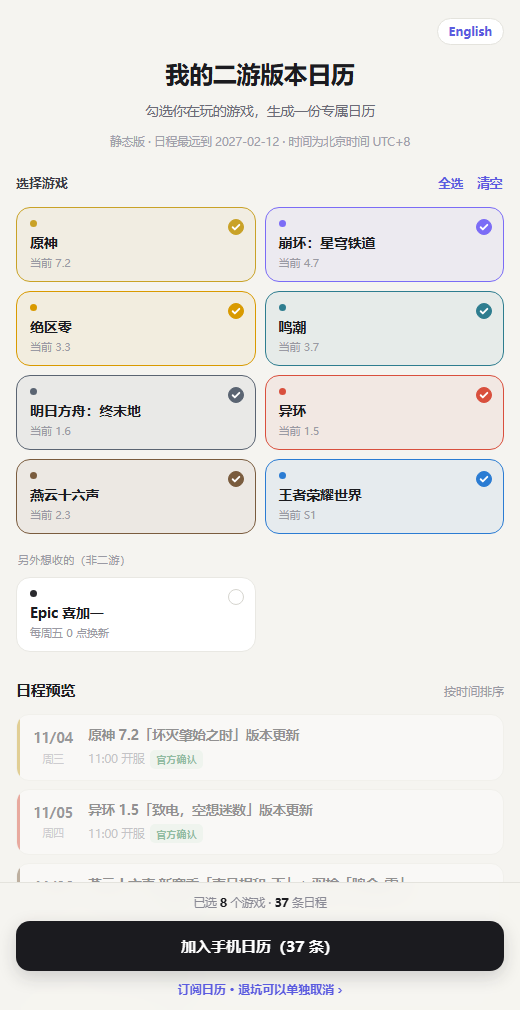 English
我的二游版本日历
勾选你在玩的游戏，生成一份专属日历
静态版 · 日程最远到 2027-02-12 · 时间为北京时间 UTC+8
选择游戏
全选 清空
原神
当前 7.2
崩坏：星穹铁道
当前 4.7
绝区零
当前 3.3
鸣潮
当前 3.7
明日方舟：终末地
当前 1.6
异环
当前 1.5
燕云十六声
当前 2.3
王者荣耀世界
当前 S1
另外想收的（非二游）
Epic 喜加一
每周五 0 点换新
日程预览
按时间排序
11/04
周三
原神 7.2「坏灭肇始之时」版本更新
11:00 开服 官方确认
11/05
周四
异环 1.5「致电，空想迷数」版本更新
11:00 开服 官方确认
已选 8 个游戏 · 37 条日程
加入手机日历（37 条）
订阅日历 · 退坑可以单独取消 ›